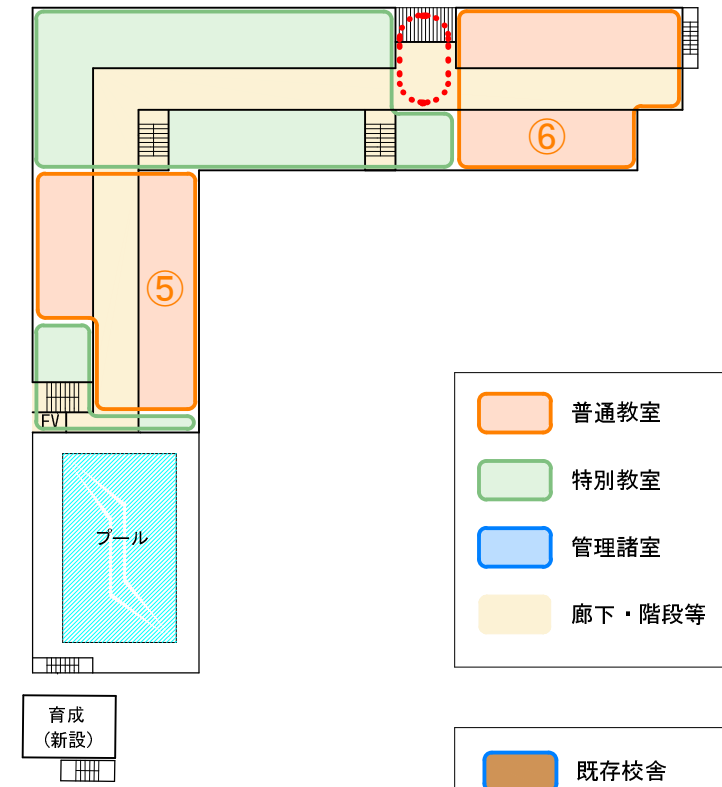 ⑥
⑤
EV
プール
育成
(新設)
普通教室
特別教室
管理諸室
廊下・階段等
既存校舎